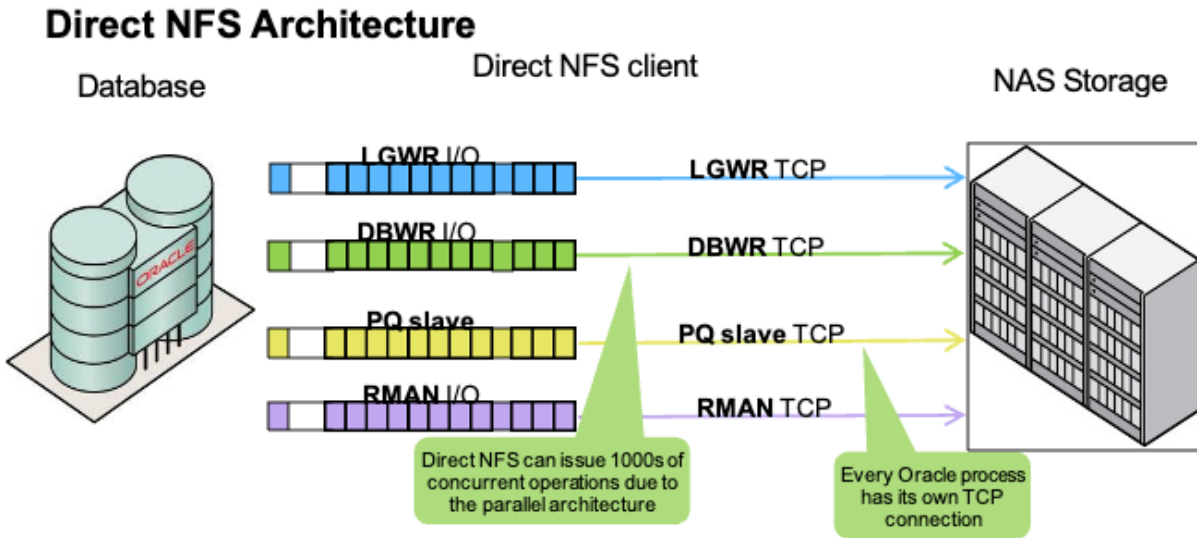 Direct NFS Architecture
Database
Direct NFS client
NAS Storage
LGWR I/O
LGWR TCP
DBWR I/O
DBWR TCP
ORACLE
PQ slave
PQ slave TCP
RMAN I/O
RMAN TCP
Direct NFS can issue 1000s of
concurrent operations due to
the parallel architecture
Every Oracle process
has its own TCP
connection